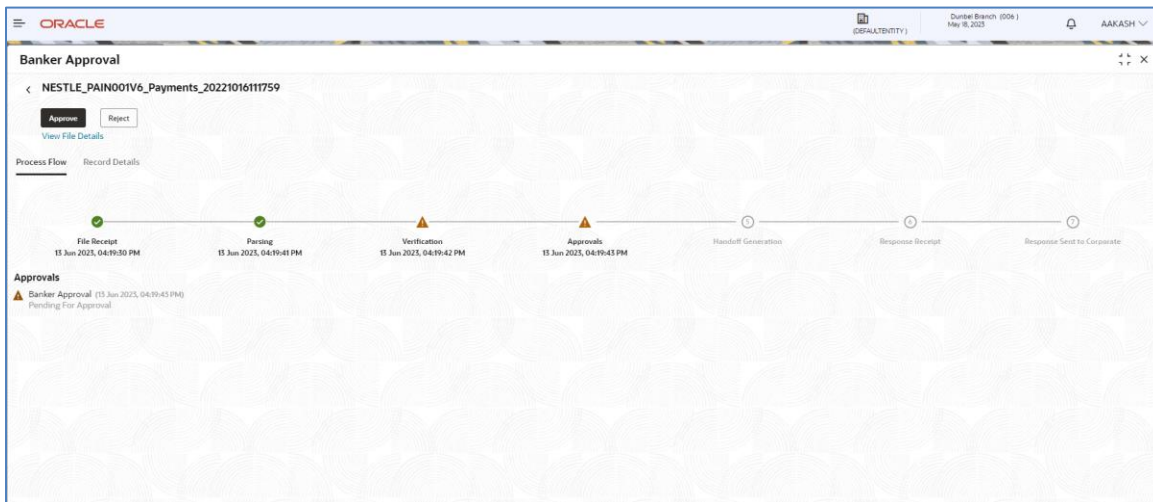 ORACLE
(DEFAULTENTITY )
Dunbel Branch (006 )
May 18, 2023
AAKASH
Banker Approval
NESTLE_PAIN001V6_Payments_20221016111759
Approve Reject
View File Details
Process Flow Record Details
5 6 7
File Receipt Parsing Verification Approvals Handoff Generation Response Receipt Response Sent to Corporate
13 Jun 2023, 04:19:30 PM 13 Jun 2023, 04:19:41 PM 13 Jun 2023, 04:19:42 PM 13 Jun 2023, 04:19:43 PM
Approvals
Banker Approval (13 Jun 2023, 04:19:43 PM)
Pending For Approval